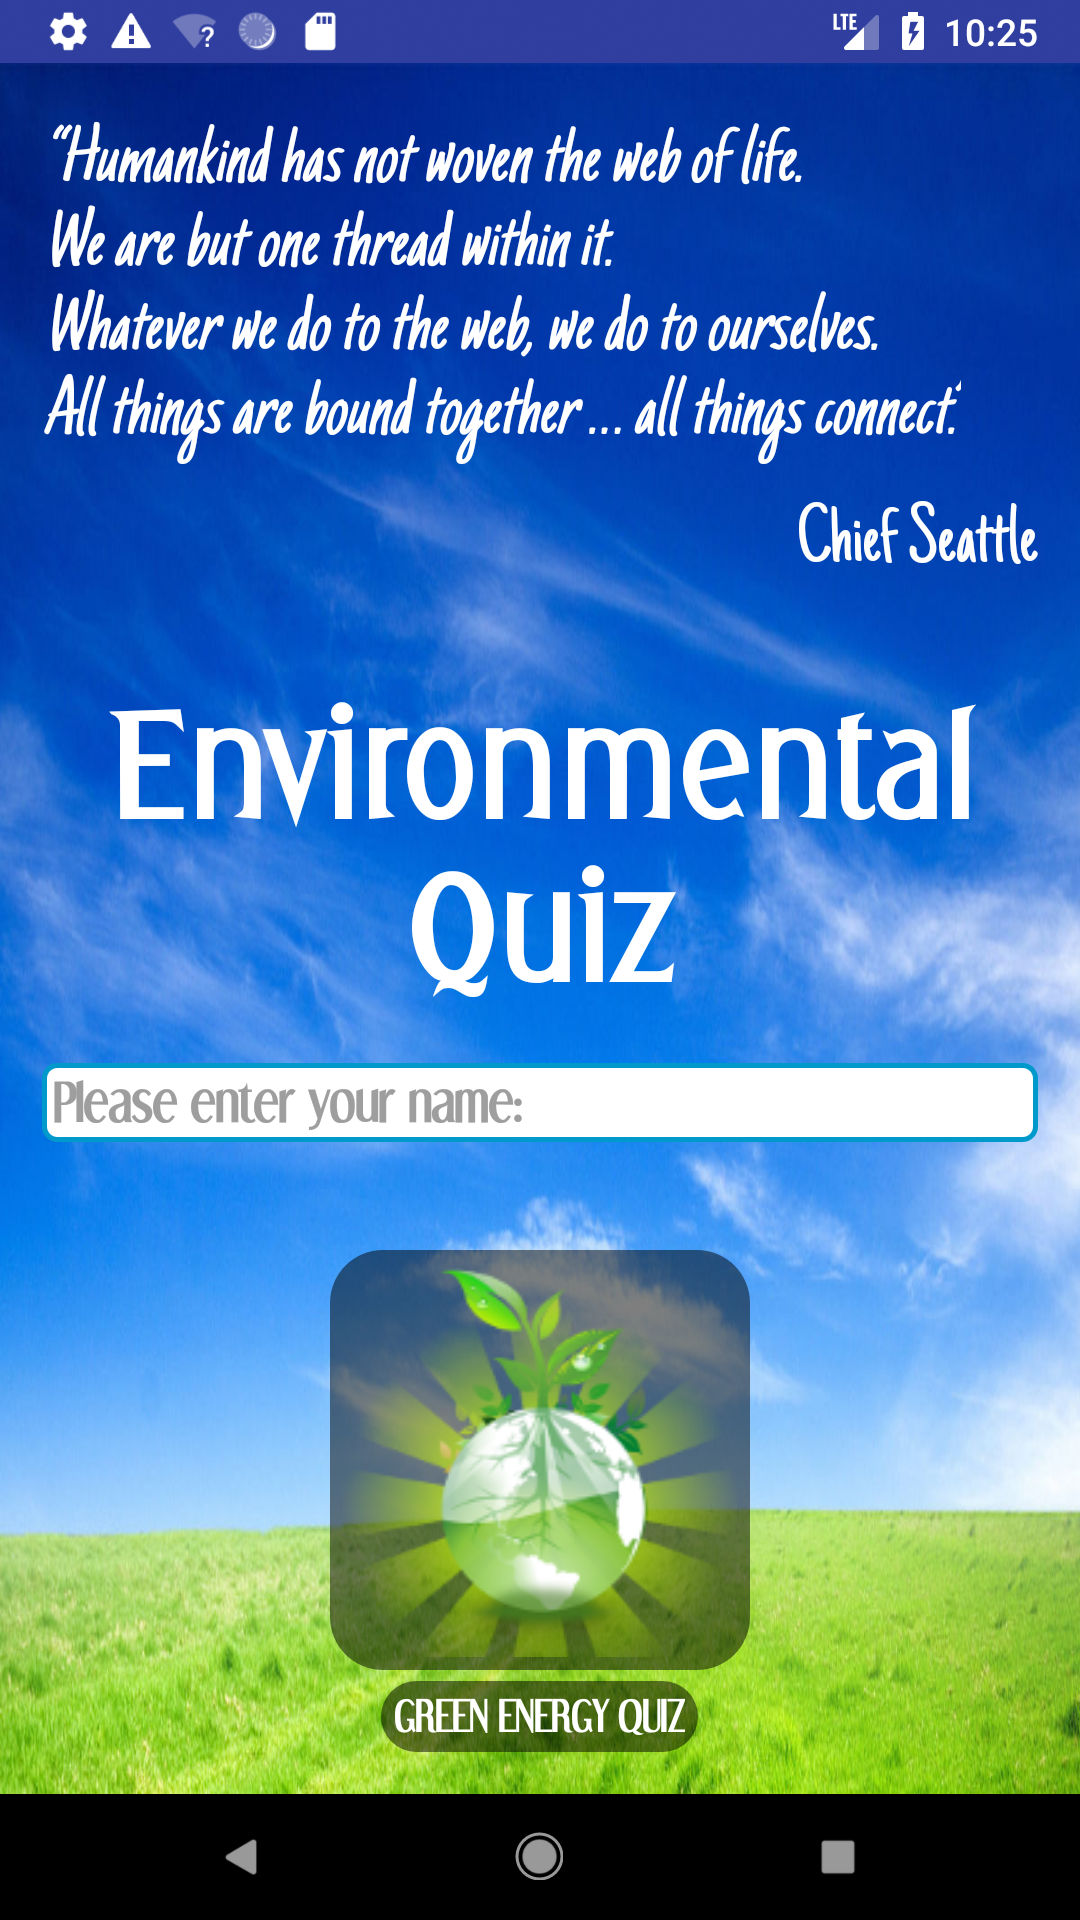 LTE 10:25
“Humankind has not woven the web of life.
We are but one thread within it.
Whatever we do to the web, we do to ourselves.
All things are bound together ... all things connect.”
Chief Seattle
Environmental
Quiz
Please enter your name:
GREEN ENERGY QUIZ